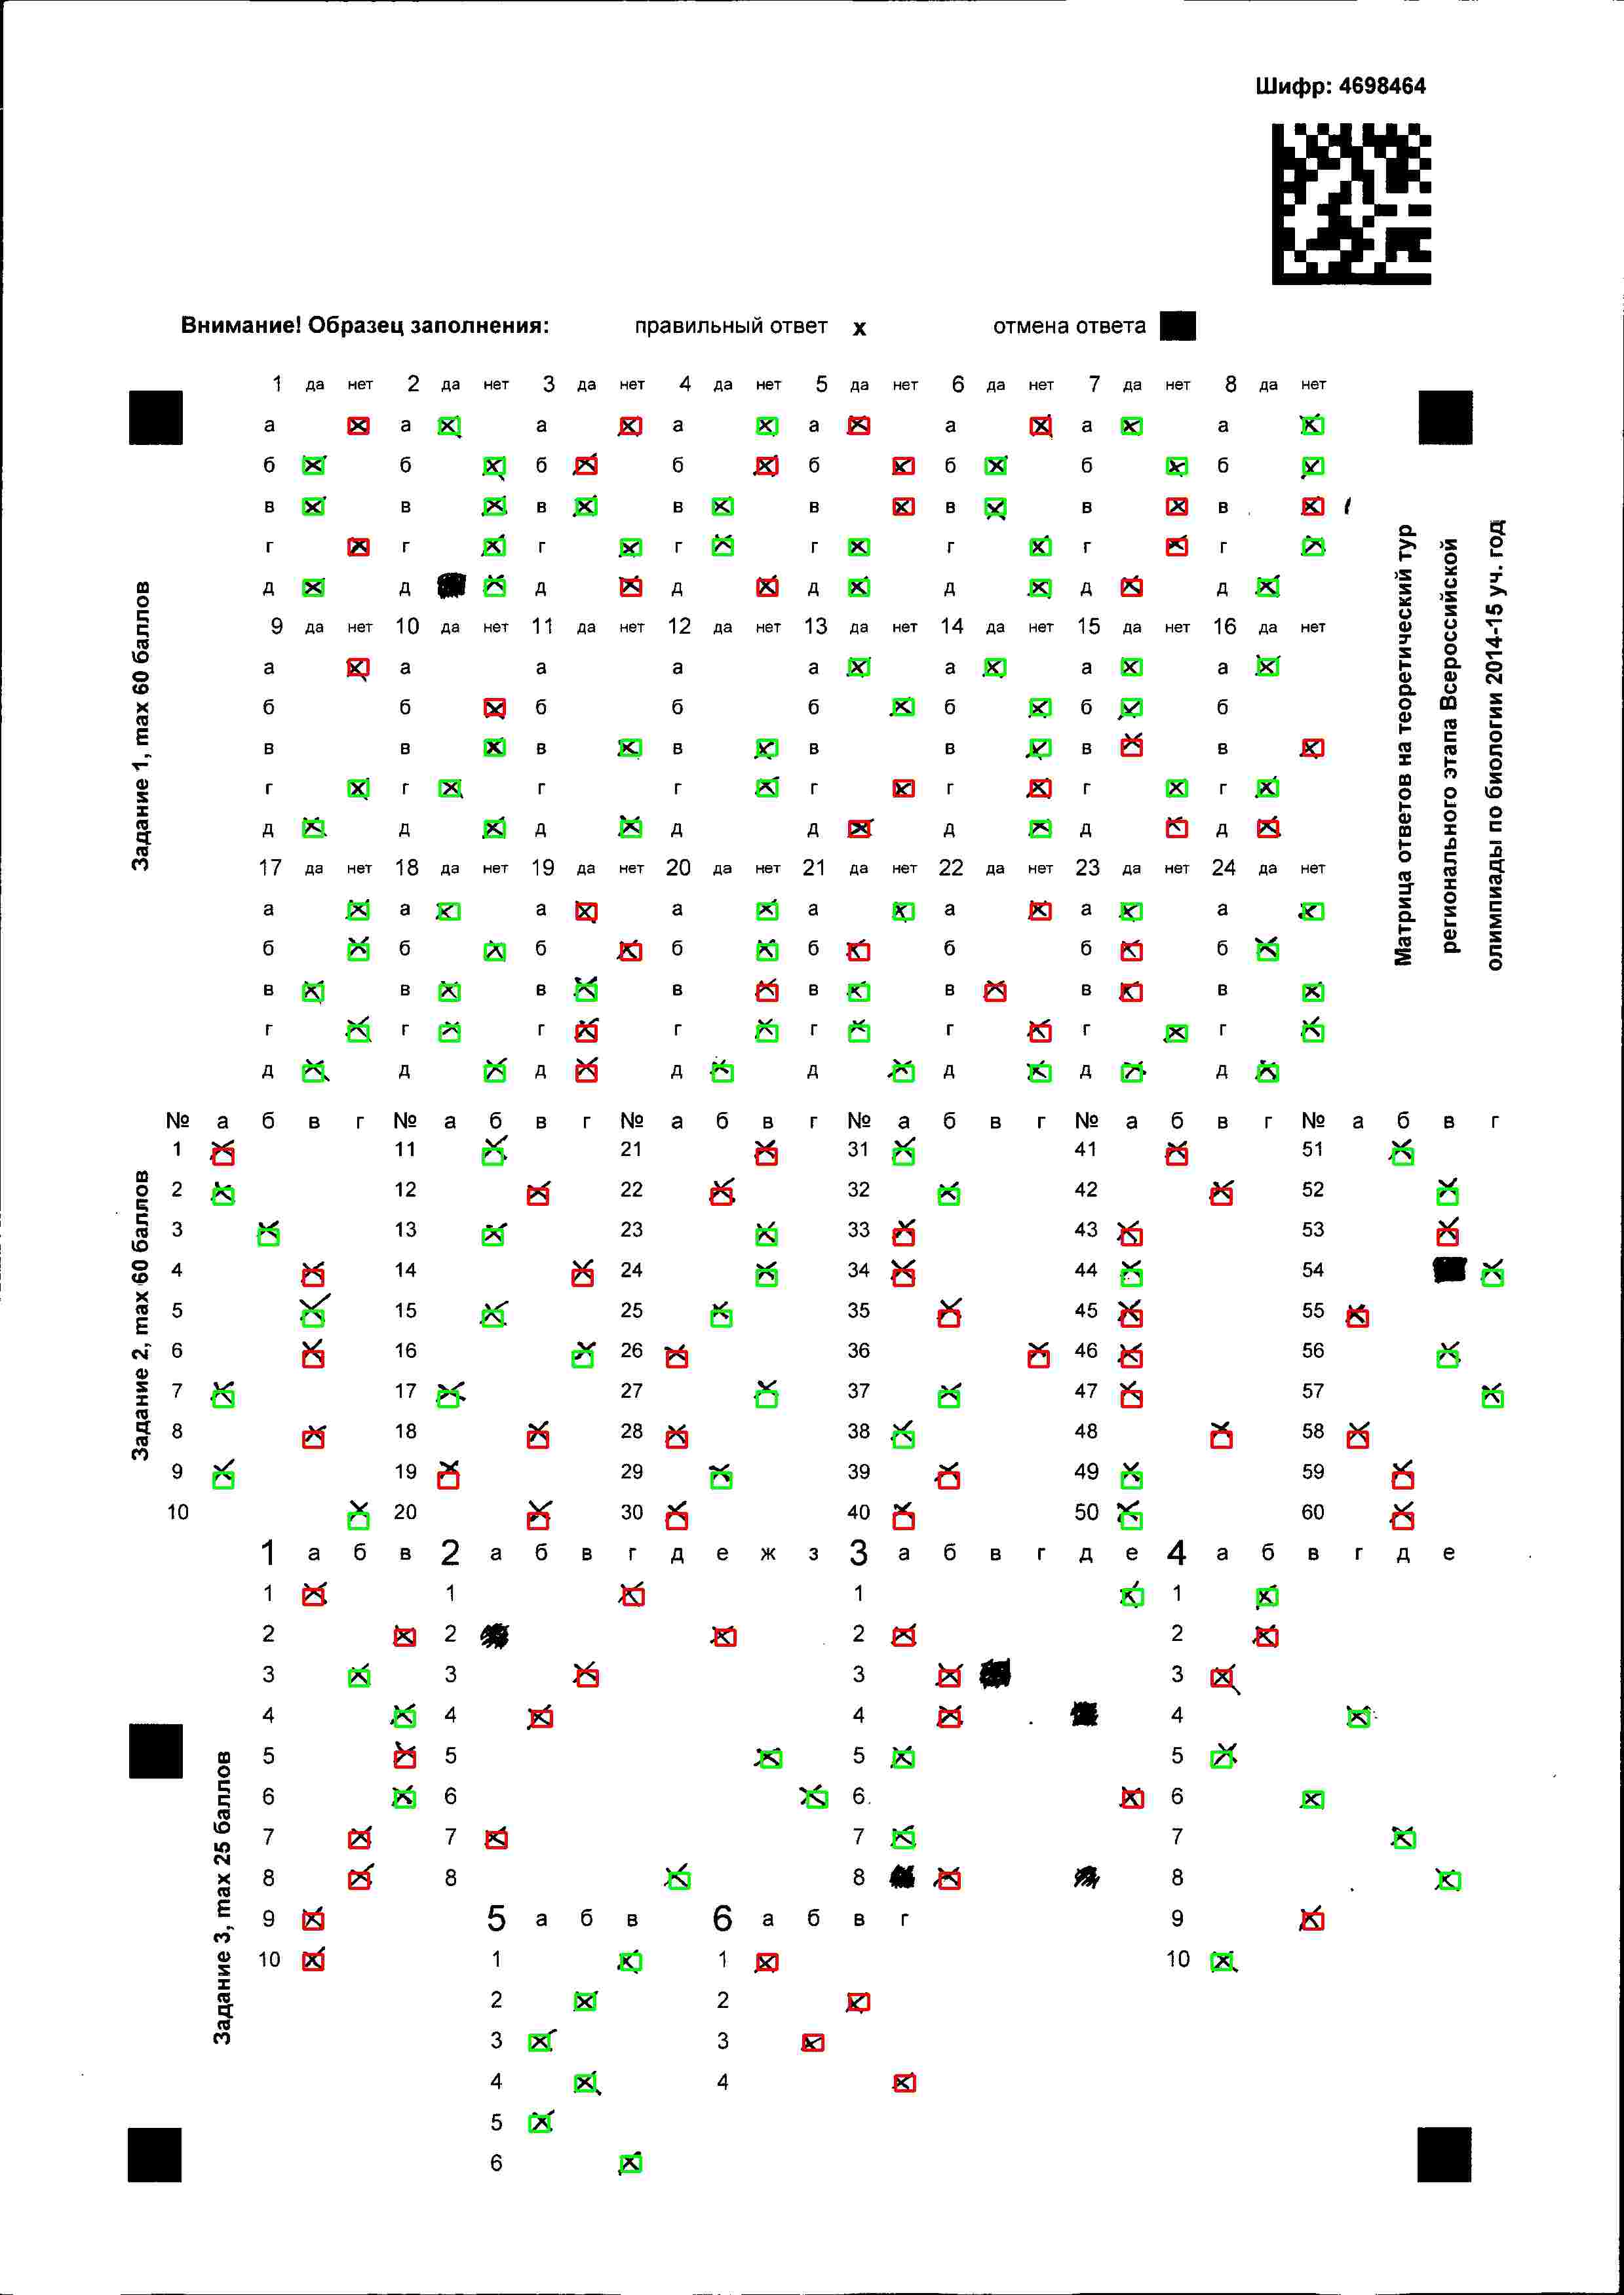 Шифр: 4698464
Внимание! Образец заполнения: правильный ответ х отмена ответа
Задание 1, max 60 баллов
1 да нет 2 да нет 3 да нет 4 да нет 5 да нет 6 да нет 7 да нет 8 да нет
а а а а а а а а
б б б б б б б б
в в в в в в в в
г г г г г г г г
д д д д д д д д
9 да нет 10 да нет 11 да нет 12 да нет 13 да нет 14 да нет 15 да нет 16 да нет
а а а а а а а а
б б б б б б б б
в в в в в в в в
г г г г г г г г
д д д д д д д д
17 да нет 18 да нет 19 да нет 20 да нет 21 да нет 22 да нет 23 да нет 24 да нет
а а а а а а а а
б б б б б б б б
в в в в в в в в
г г г г г г г г
д д д д д д д д
Матрица ответов на теоретический тур
регионального этапа Всероссийской
олимпиады по биологии 2014-15 уч. год
Задание 2, max 60 баллов
№ а б в г № а б в г № а б в г № а б в г № а б в г № а б в г
1 11 21 31 41 51
2 12 22 32 42 52
3 13 23 33 43 53
4 14 24 34 44 54
5 15 25 35 45 55
6 16 26 36 46 56
7 17 27 37 47 57
8 18 28 38 48 58
9 19 29 39 49 59
10 20 30 40 50 60
Задание 3, max 25 баллов
1 а б в 2 а б в г д е ж з 3 а б в г д е 4 а б в г д е
1 1 1 1
2 2 2 2
3 3 3 3
4 4 4 4
5 5 5 5
6 6 6 6
7 7 7 7
8 8 8 8
9 5 а б в 6 а б в г 9
10 1 1 10
2 2
3 3
4 4
5
6